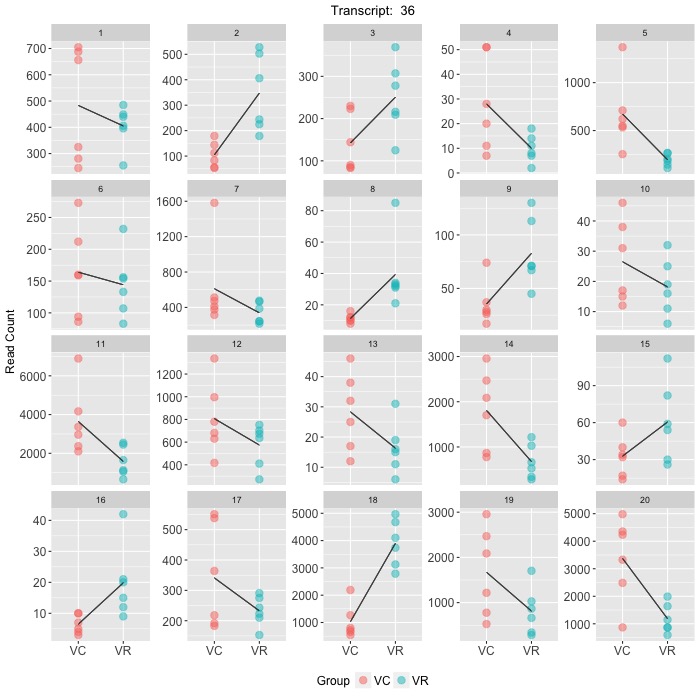 Transcript: 36
1 2 3 4 5
700 600 500 400 300
500 400 300 200 100
300 200 100
50 40 30 20 10 0
1000 500
6 7 8 9 10
250 200 150 100
1600 1200 800 400
80 60 40 20
100 50
40 30 20 10
Read Count
11 12 13 14 15
6000 4000 2000
1200 1000 800 600 400
40 30 20 10
3000 2000 1000
90 60 30
16 17 18 19 20
40 30 20 10
500 400 300 200
5000 4000 3000 2000 1000
3000 2000 1000
5000 4000 3000 2000 1000
VC VR VC VR VC VR VC VR VC VR
Group VC VR